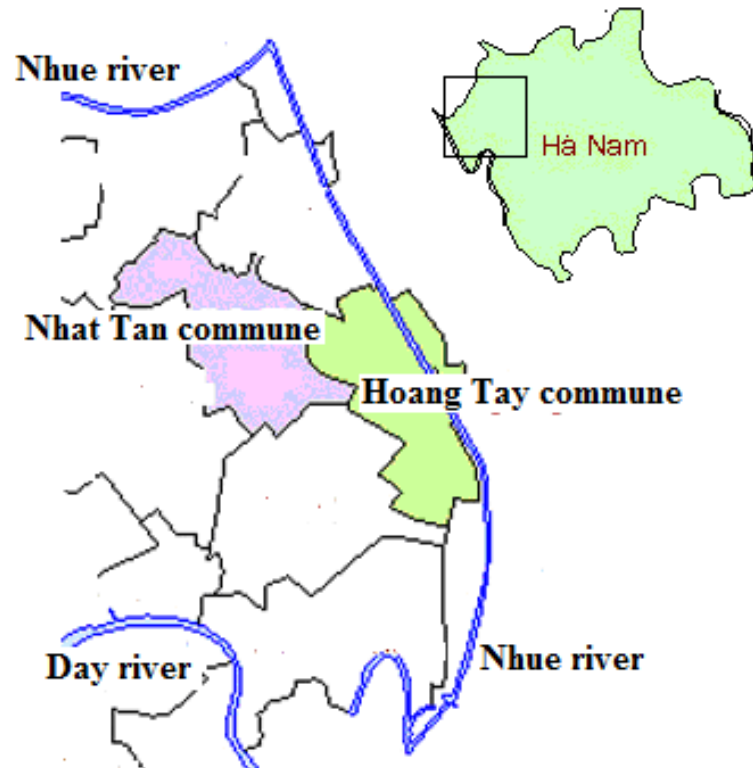 Nhue river
Hà Nam
Nhat Tan commune
Hoang Tay commune
Day river
Nhue river